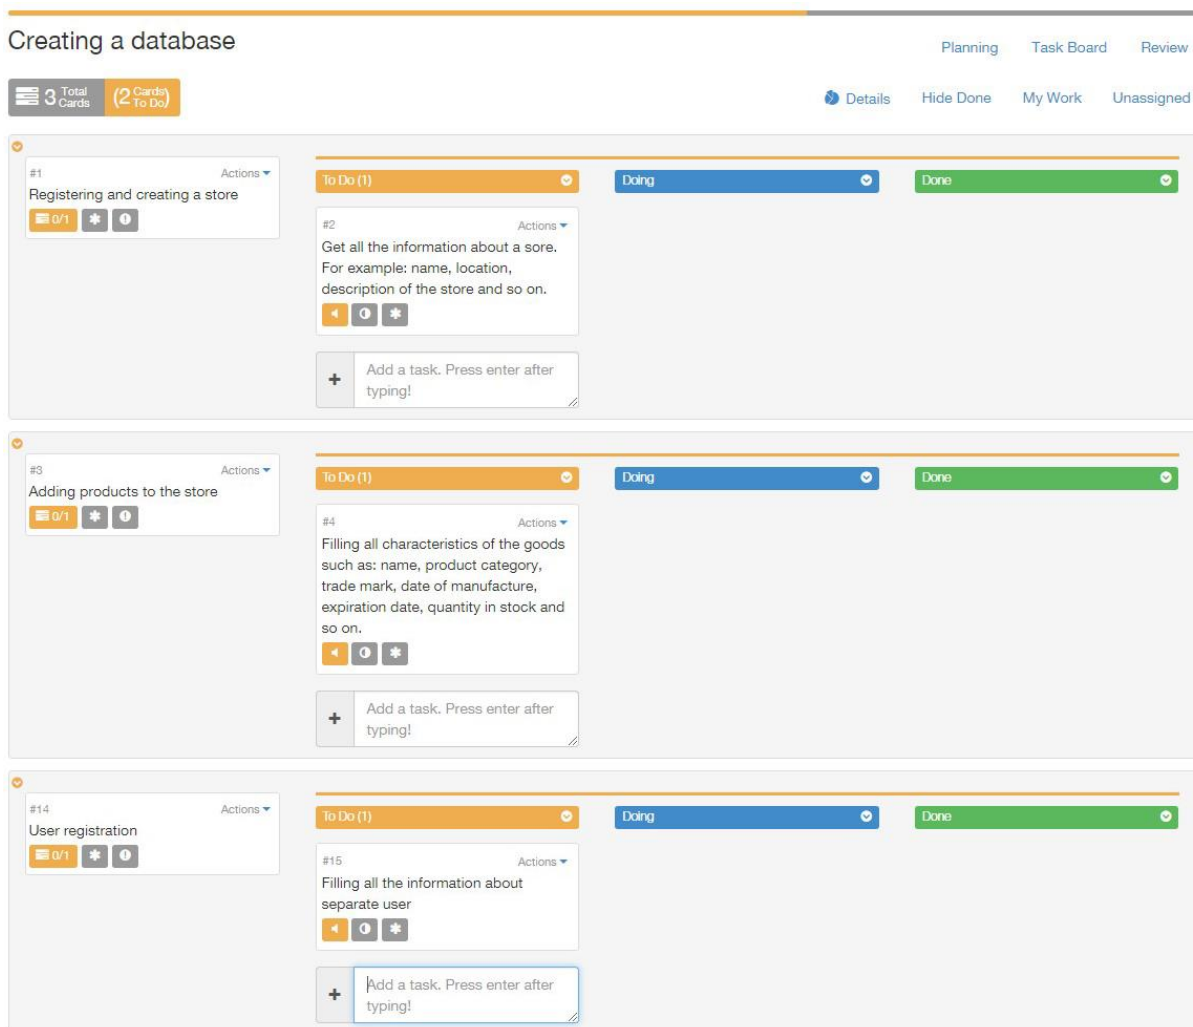 Creating a database
Planning Task Board Review
3 Total Cards (2 Cards To Do)
Details Hide Done My Work Unassigned
#1 Actions
Registering and creating a store
0/1
To Do (1) Doing Done
#2 Actions
Get all the information about a sore.
For example: name, location,
description of the store and so on.
Add a task. Press enter after
typing!
#3 Actions
Adding products to the store
0/1
To Do (1) Doing Done
#4 Actions
Filling all characteristics of the goods
such as: name, product category,
trade mark, date of manufacture,
expiration date, quantity in stock and
so on.
Add a task. Press enter after
typing!
#14 Actions
User registration
0/1
To Do (1) Doing Done
#15 Actions
Filling all the information about
separate user
Add a task. Press enter after
typing!